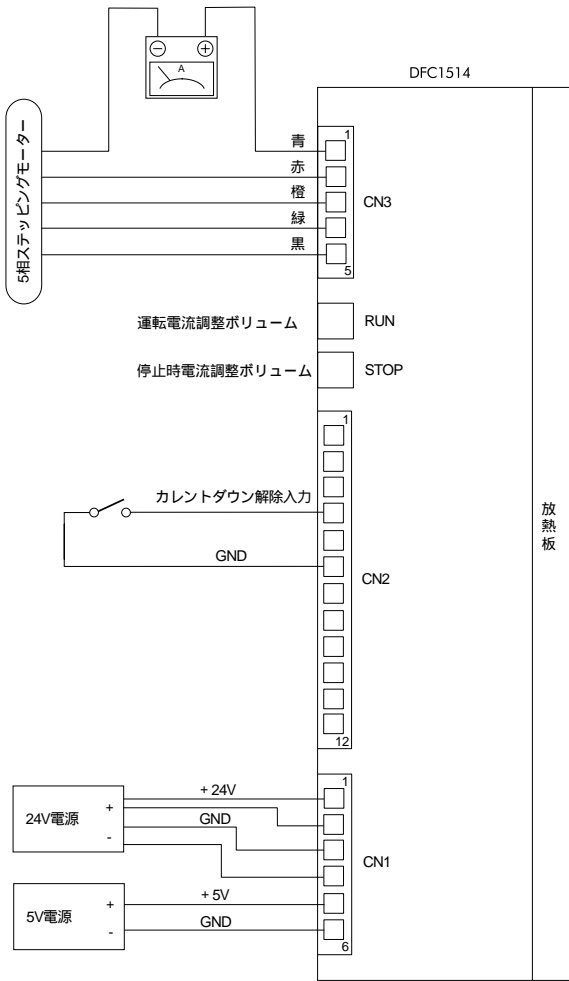 DFC1514
A
5相ステッピングモーター
1
青
赤
橙
緑
黒
5
CN3
運転電流調整ボリューム
RUN
停止時電流調整ボリューム
STOP
1
カレントダウン解除入力
GND
CN2
12
放熱板
1
24V電源
+
-
+24V
GND
CN1
5V電源
+
-
+5V
GND
6